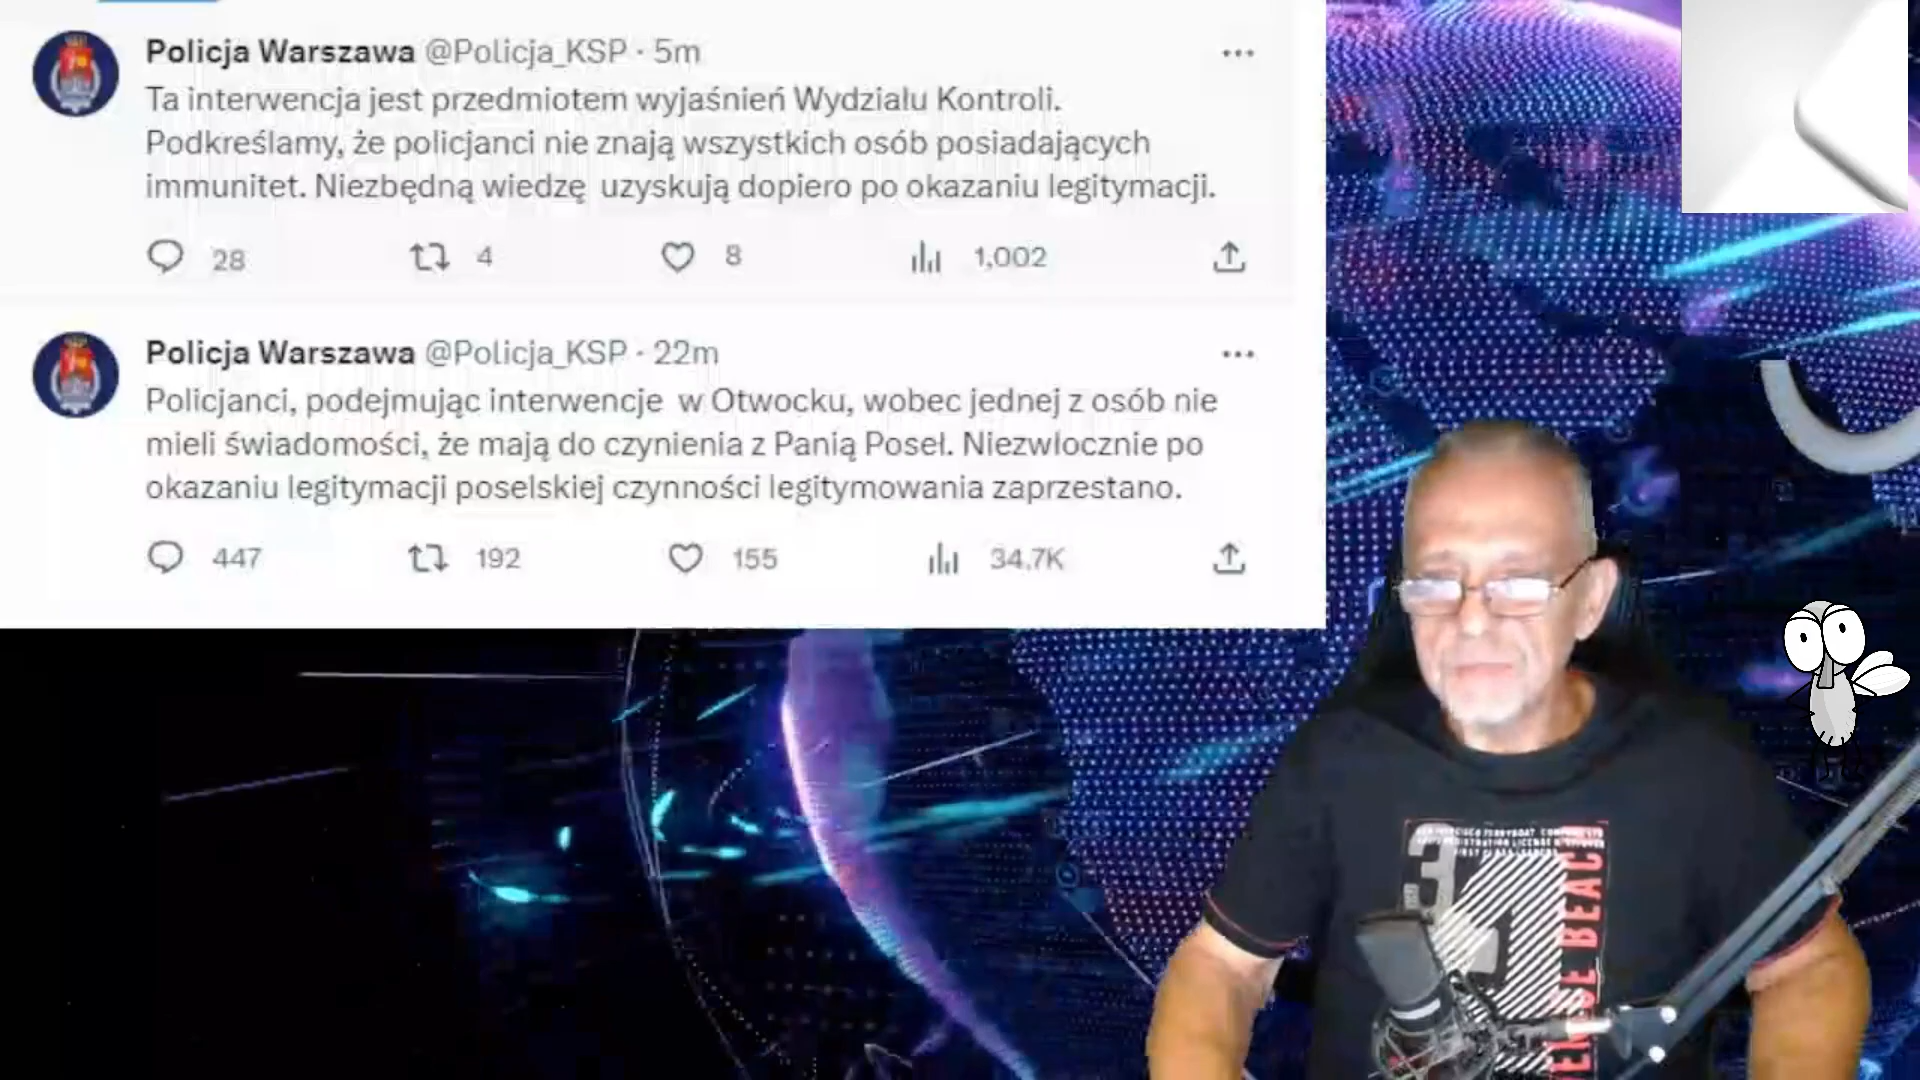 Policja Warszawa @Policja_KSP · 5m
Ta interwencja jest przedmiotem wyjaśnień Wydziału Kontroli.
Podkreślamy, że policjanci nie znają wszystkich osób posiadających
immunitet. Niezbędną wiedzę uzyskują dopiero po okazaniu legitymacji.
28 4 8 1,002
Policja Warszawa @Policja_KSP · 22m
Policjanci, podejmując interwencje w Otwocku, wobec jednej z osób nie
mieli świadomości, że mają do czynienia z Panią Poseł. Niezwłocznie po
okazaniu legitymacji poselskiej czynności legitymowania zaprzestano.
447 192 155 34.7K